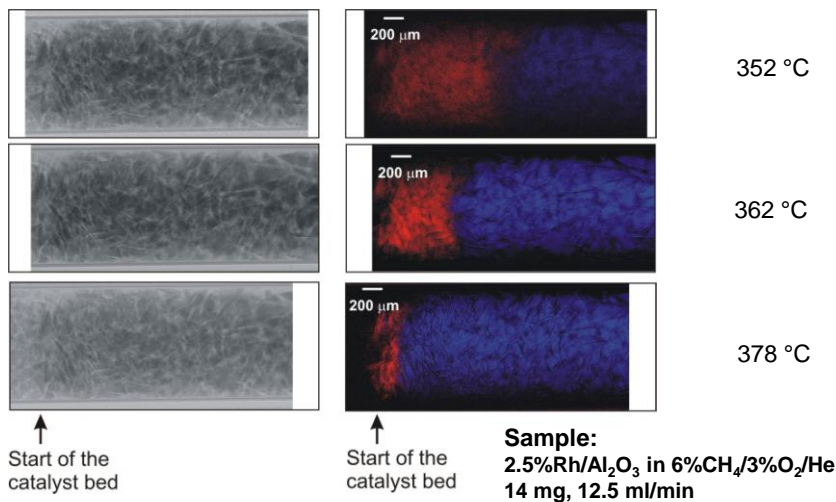 200 µm
352 °C
200 µm
362 °C
200 µm
378 °C
Start of the
catalyst bed
Start of the
catalyst bed
Sample:
2.5%Rh/Al₂O₃ in 6%CH₄/3%O₂/He
14 mg, 12.5 ml/min